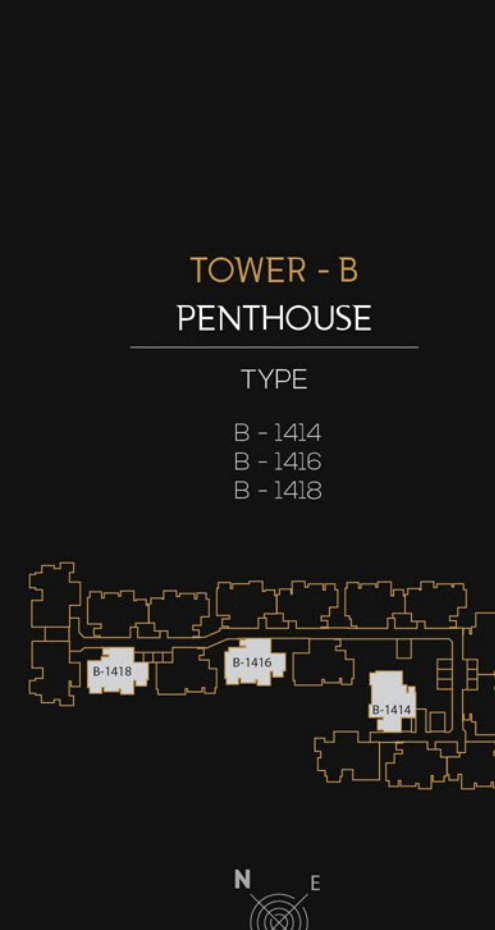 TOWER - B
PENTHOUSE
TYPE
B - 1414
B - 1416
B - 1418
B-1416
B-1418
B-1414
N E